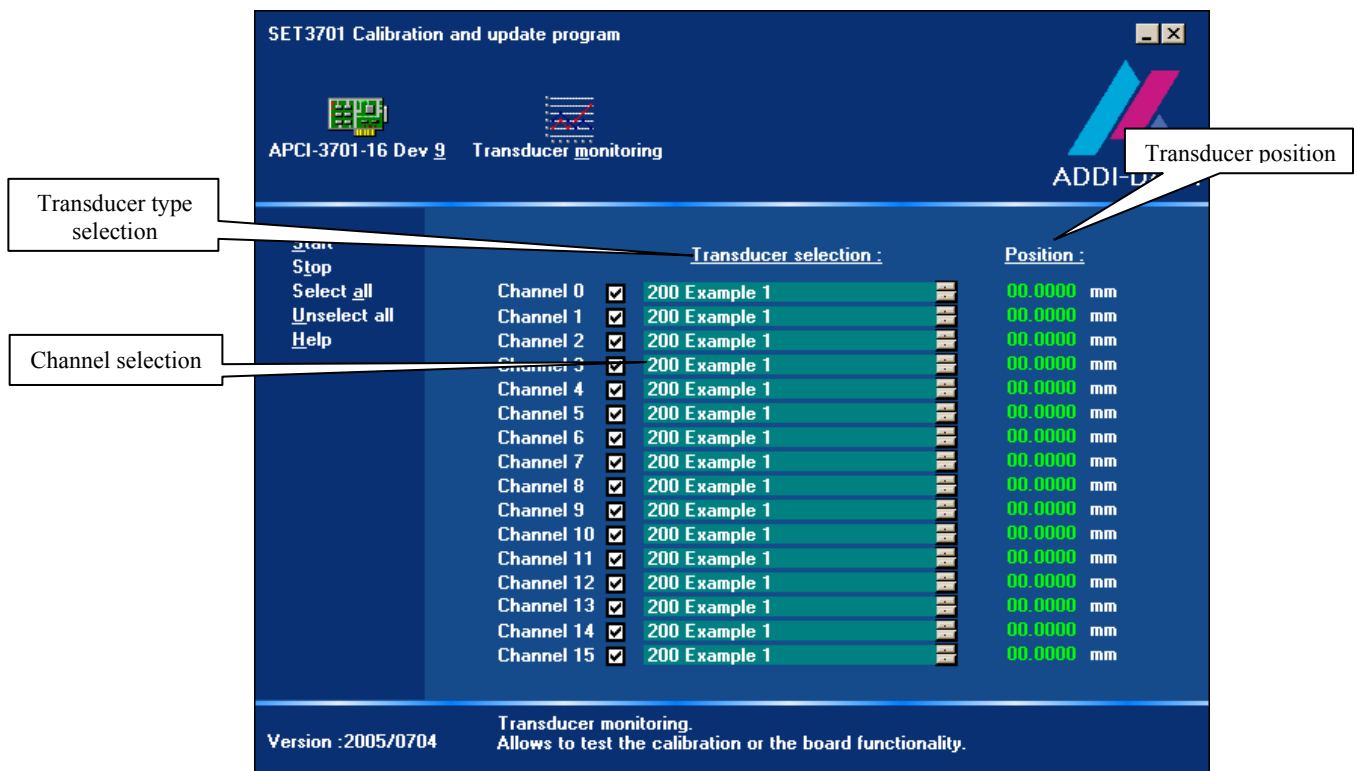 SET3701 Calibration and update program
APCI-3701-16 Dev 9
Transducer monitoring
Transducer position
Transducer type
selection
Start
Stop
Select all
Unselect all
Help
Channel selection
Transducer selection :
Position :
Channel 0 200 Example 1 00.0000 mm
Channel 1 200 Example 1 00.0000 mm
Channel 2 200 Example 1 00.0000 mm
Channel 3 200 Example 1 00.0000 mm
Channel 4 200 Example 1 00.0000 mm
Channel 5 200 Example 1 00.0000 mm
Channel 6 200 Example 1 00.0000 mm
Channel 7 200 Example 1 00.0000 mm
Channel 8 200 Example 1 00.0000 mm
Channel 9 200 Example 1 00.0000 mm
Channel 10 200 Example 1 00.0000 mm
Channel 11 200 Example 1 00.0000 mm
Channel 12 200 Example 1 00.0000 mm
Channel 13 200 Example 1 00.0000 mm
Channel 14 200 Example 1 00.0000 mm
Channel 15 200 Example 1 00.0000 mm
Version :2005/0704
Transducer monitoring.
Allows to test the calibration or the board functionality.